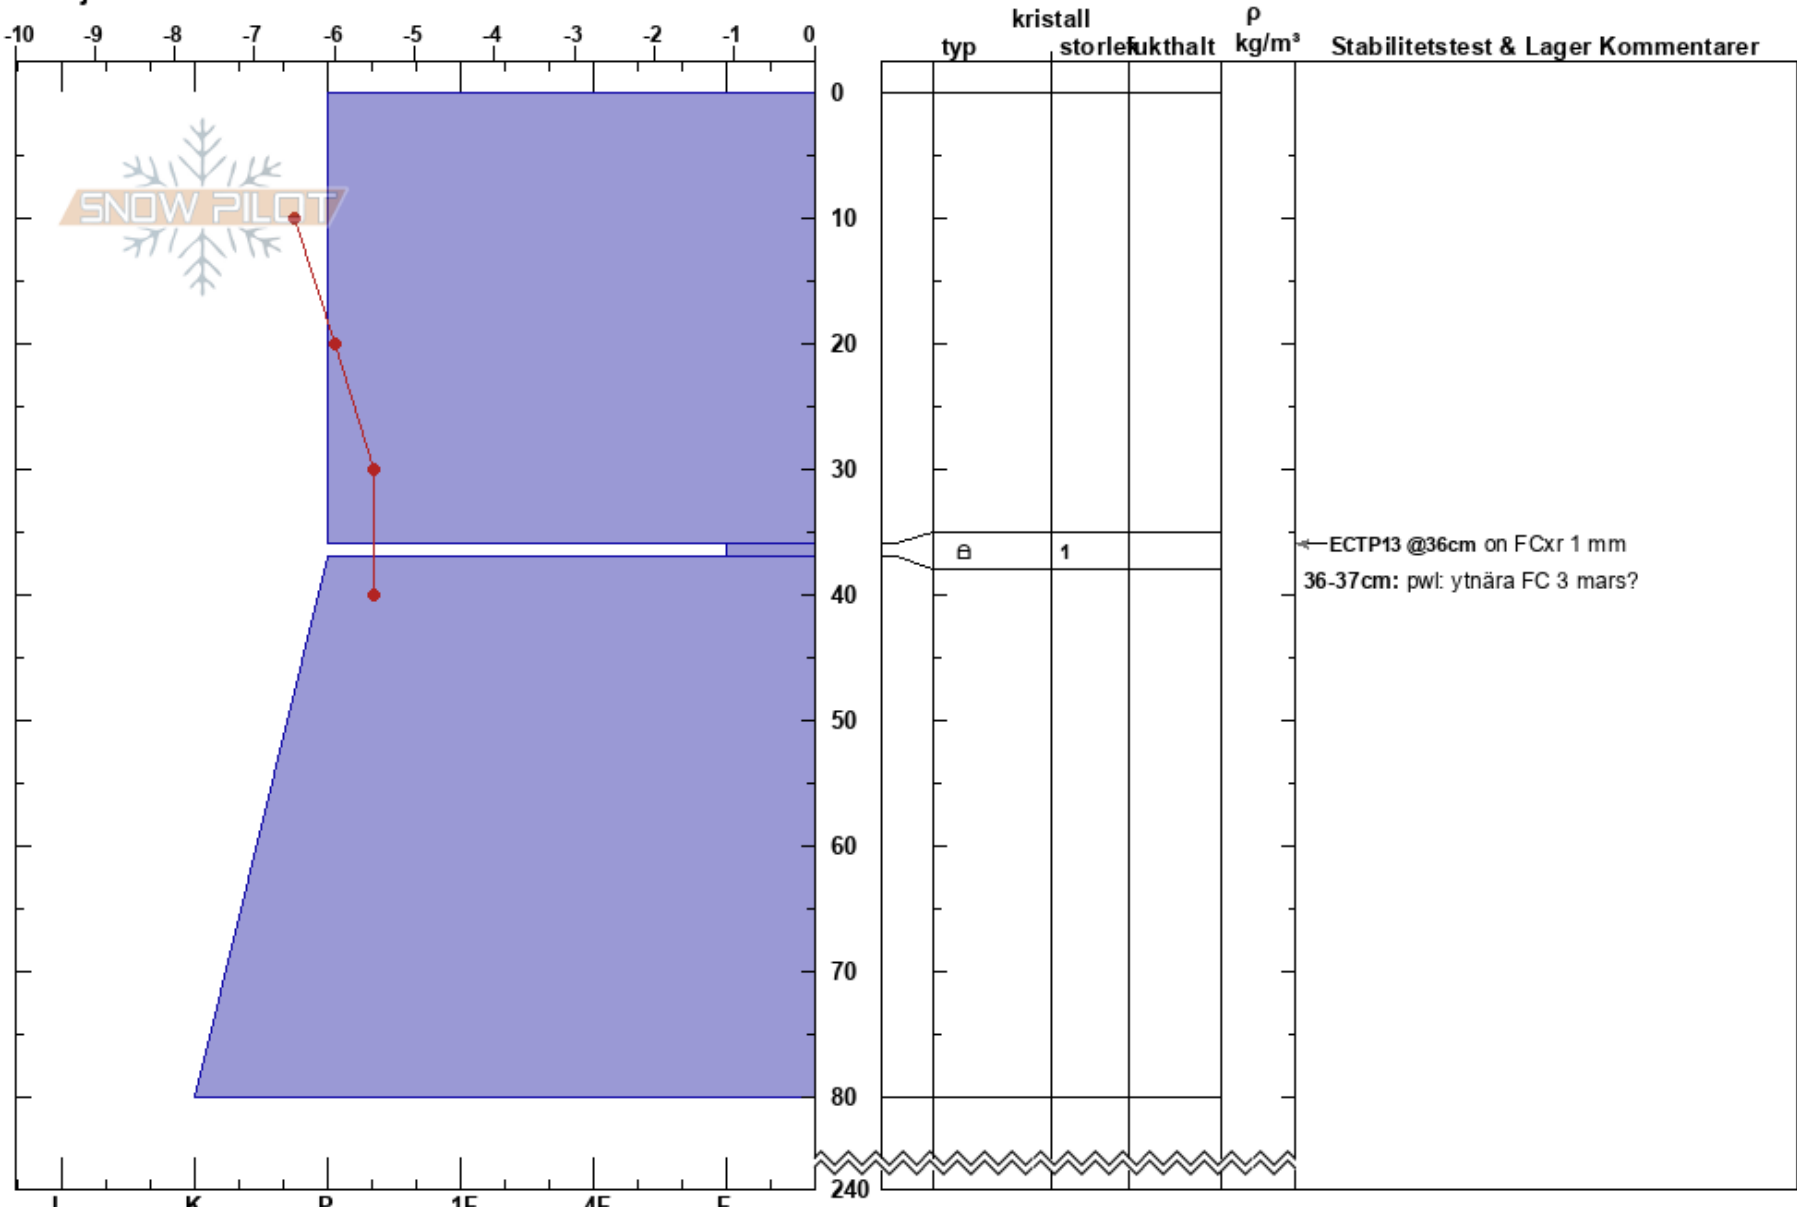 -10 -9 -8 -7 -6 -5 -4 -3 -2 -1 0
kristall
typ storlek fukthalt
ρ
kg/m³
Stabilitetstest & Lager Kommentarer
SNOW PILOT
0
10
20
30
ECTP13 @36cm on FCxr 1 mm
1
36-37cm: pwl: ytnära FC 3 mars?
40
50
60
70
80
240
I K P 1F 4F F